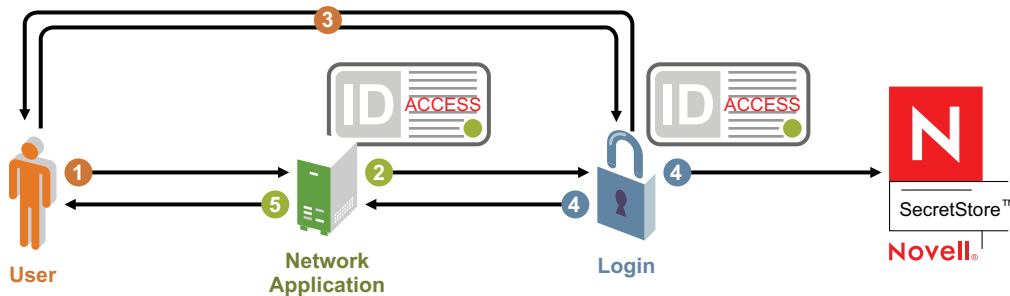 3
ID ACCESS
ID ACCESS
N
1
2
4
4
5
SecretStore™
Novell®
User
Network
Application
Login